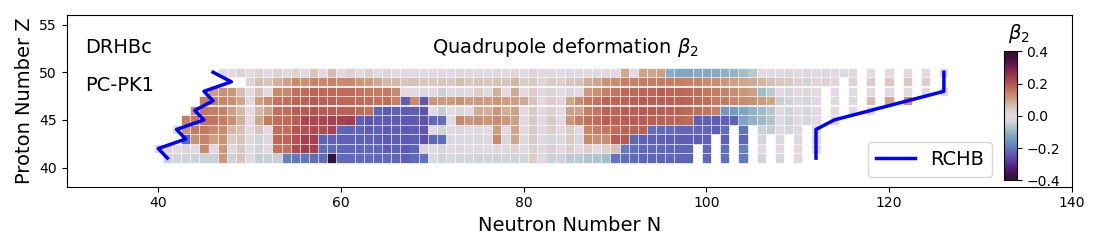 DRHBc
PC-PK1
Quadrupole deformation β₂
β₂
0.4
0.2
0.0
−0.2
−0.4
RCHB
Proton Number Z
55
50
45
40
40
60
80
100
120
140
Neutron Number N